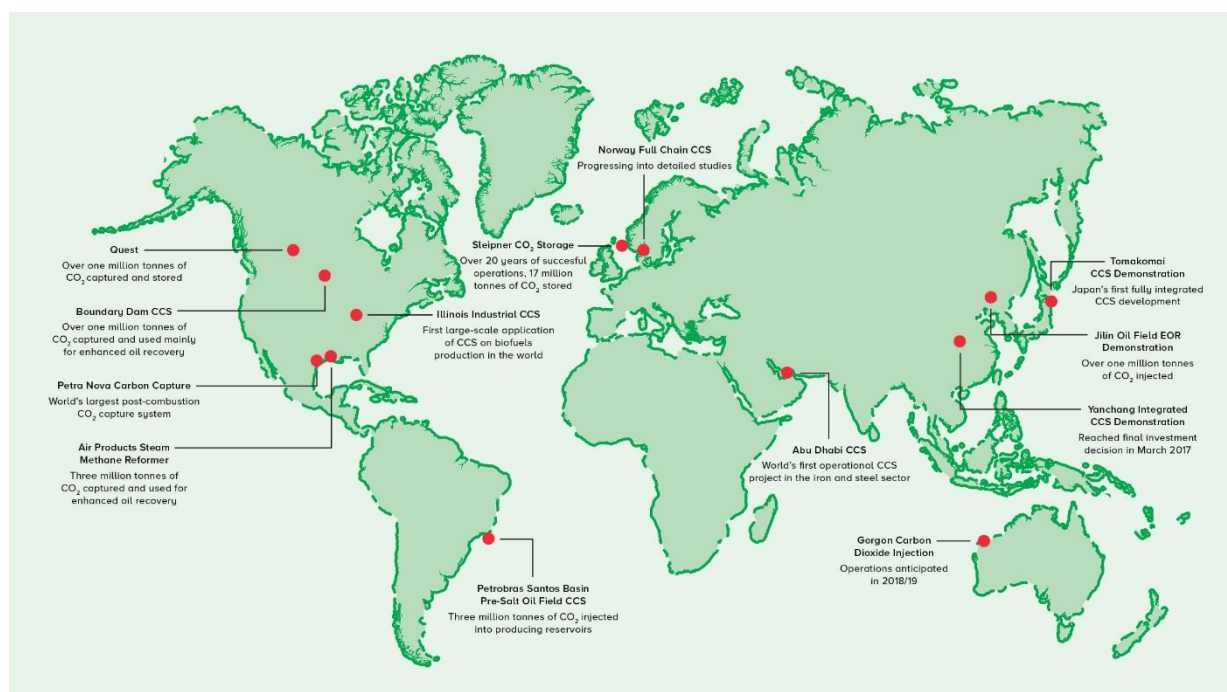 Norway Full Chain CCS
Progressing into detailed studies
Quest
Over one million tonnes of
CO₂ captured and stored
Sleipner CO₂ Storage
Over 20 years of succesful
operations, 17 million
tonnes of CO₂ stored
Tomakomai
CCS Demonstration
Japan's first fully integrated
CCS development
Boundary Dam CCS
Over one million tonnes of
CO₂ captured and used mainly
for enhanced oil recovery
Illinois Industrial CCS
First large-scale application
of CCS on biofuels
production in the world
Jilin Oil Field EOR
Demonstration
Over one million tonnes
of CO₂ injected
Petra Nova Carbon Capture
World's largest post-combustion
CO₂ capture system
Yanchang Integrated
CCS Demonstration
Reached final investment
decision in March 2017
Air Products Steam
Methane Reformer
Three million tonnes of
CO₂ captured and used for
enhanced oil recovery
Abu Dhabi CCS
World's first operational CCS
project in the iron and steel sector
Gorgon Carbon
Dioxide Injection
Operations anticipated
in 2018/19
Petrobras Santos Basin
Pre-Salt Oil Field CCS
Three million tonnes of CO₂ injected
into producing reservoirs